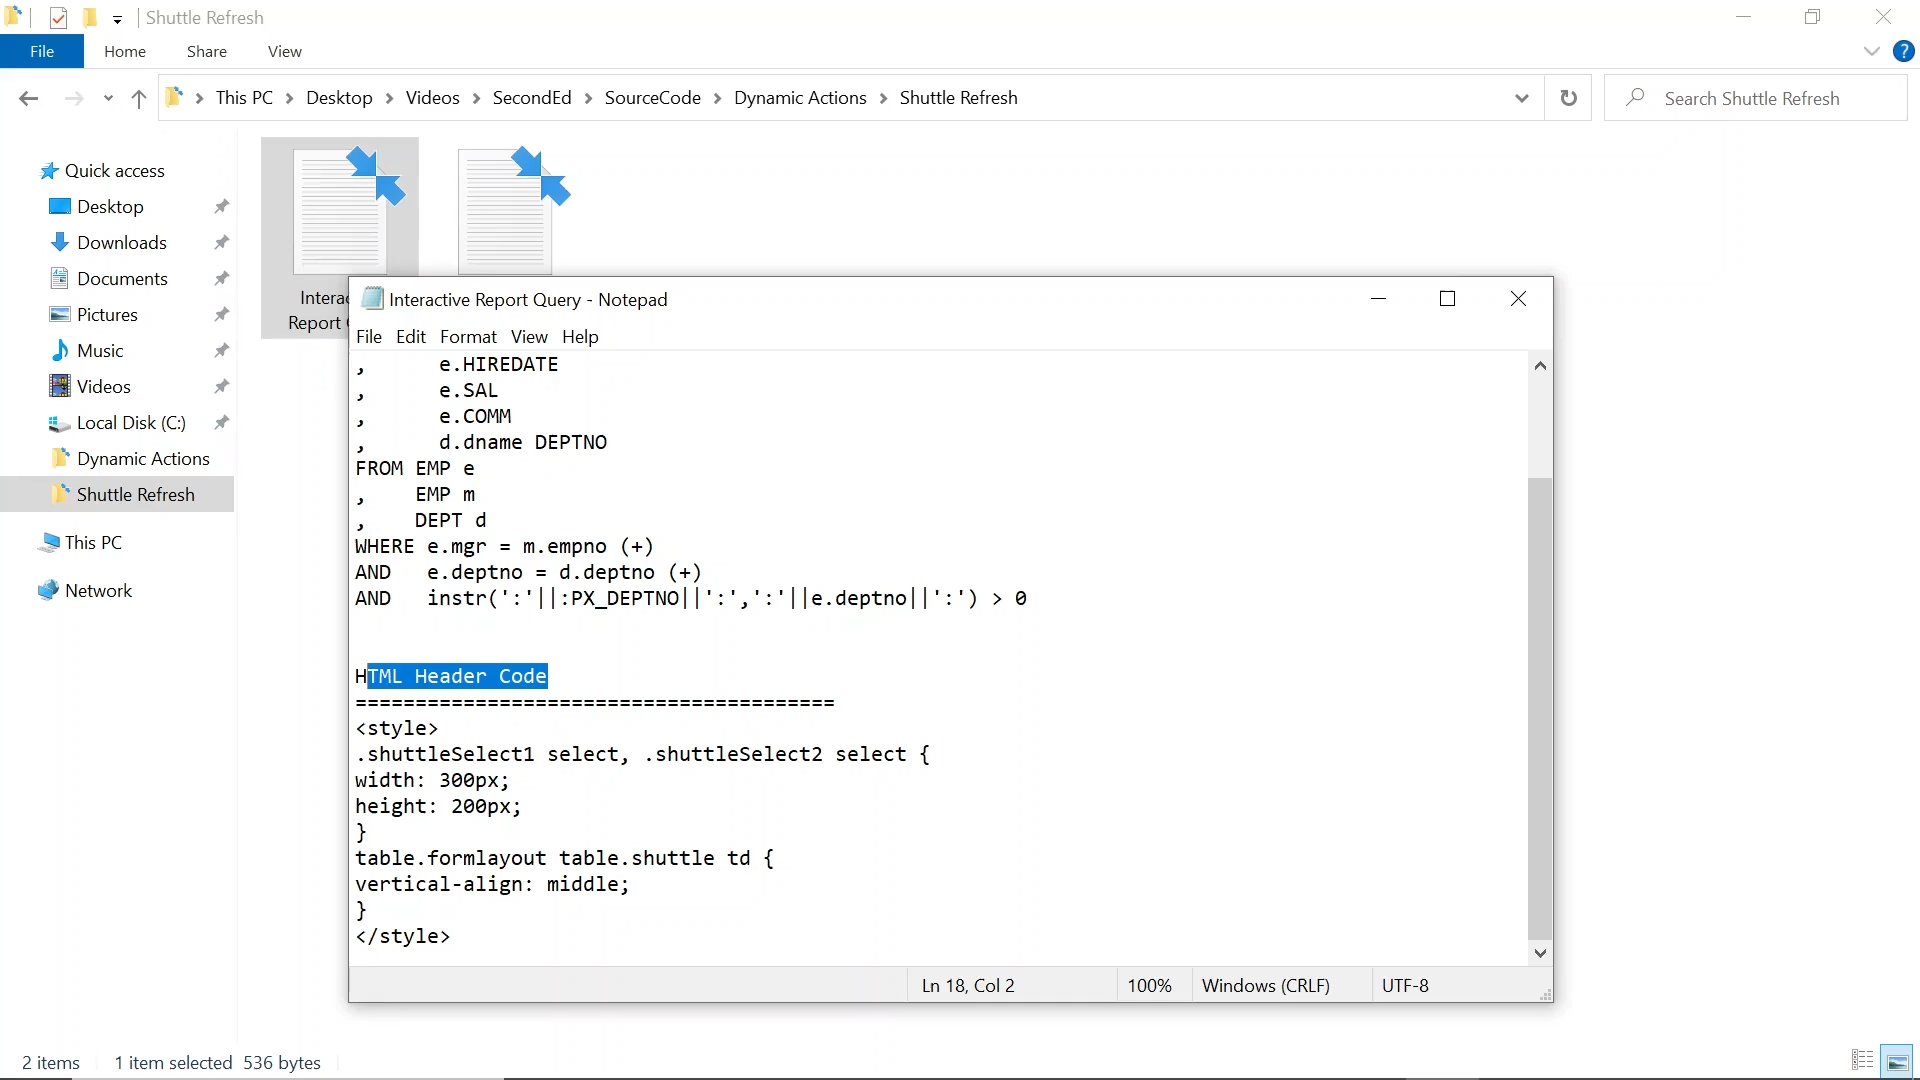 Shuttle Refresh
File Home Share View
This PC > Desktop > Videos > SecondEd > SourceCode > Dynamic Actions > Shuttle Refresh
Search Shuttle Refresh
Quick access
Desktop
Downloads
Documents
Pictures
Music
Videos
Local Disk (C:)
Dynamic Actions
Shuttle Refresh
This PC
Network
Report
Interactive Report Query - Notepad
File Edit Format View Help
,      e.HIREDATE
,      e.SAL
,      e.COMM
,      d.dname DEPTNO
FROM EMP e
,    EMP m
,    DEPT d
WHERE e.mgr = m.empno (+)
AND   e.deptno = d.deptno (+)
AND   instr(':'||:PX_DEPTNO||':',':'||e.deptno||':') > 0
HTML Header Code
========================================
<style>
.shuttleSelect1 select, .shuttleSelect2 select {
width: 300px;
height: 200px;
}
table.formlayout table.shuttle td {
vertical-align: middle;
}
</style>
Ln 18, Col 2 100% Windows (CRLF) UTF-8
2 items 1 item selected 536 bytes